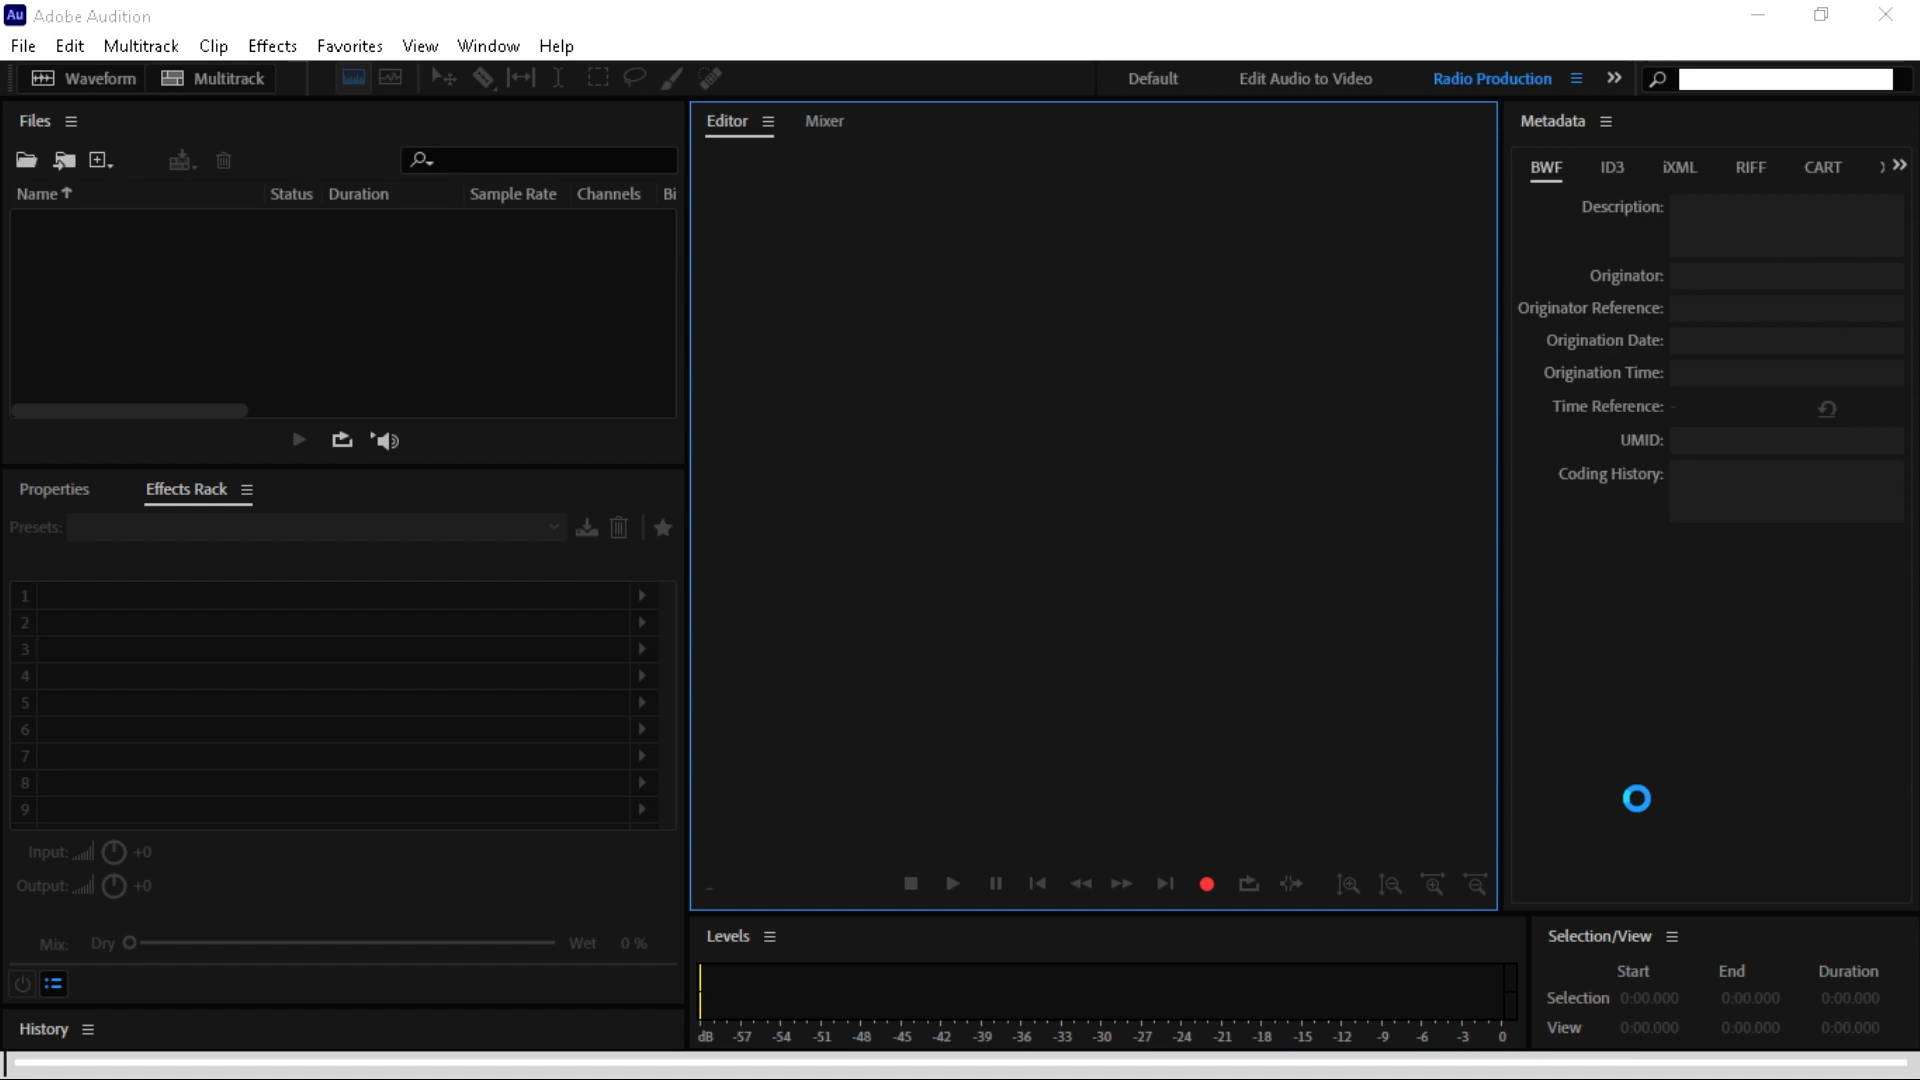 Au Adobe Audition
File Edit Multitrack Clip Effects Favorites View Window Help
Waveform Multitrack Default Edit Audio to Video Radio Production
Files
Name Status Duration Sample Rate Channels Bi
Properties Effects Rack
Presets:
1
2
3
4
5
6
7
8
9
Input: +0
Output: +0
Mix: Dry Wet 0 %
History
Editor Mixer
Levels
dB -57 -54 -51 -48 -45 -42 -39 -36 -33 -30 -27 -24 -21 -18 -15 -12 -9 -6 -3 0
Metadata
BWF ID3 iXML RIFF CART
Description:
Originator:
Originator Reference:
Origination Date:
Origination Time:
Time Reference: -
UMID:
Coding History:
Selection/View
Start End Duration
Selection 0:00.000 0:00.000 0:00.000
View 0:00.000 0:00.000 0:00.000